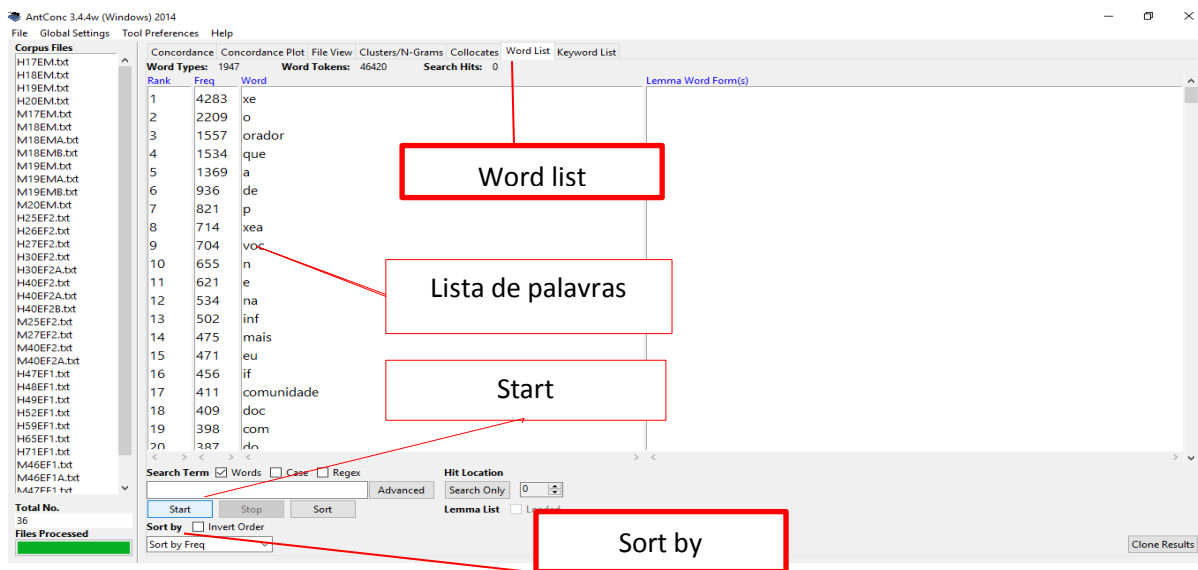 AntConc 3.4.4w (Windows) 2014
File Global Settings Tool Preferences Help
Corpus Files
H17EM.txt
H18EM.txt
H19EM.txt
H20EM.txt
M17EM.txt
M18EM.txt
M18EMA.txt
M18EMB.txt
M19EM.txt
M19EMA.txt
M19EMB.txt
M20EM.txt
H25EF2.txt
H26EF2.txt
H27EF2.txt
H30EF2.txt
H30EF2A.txt
H40EF2.txt
H40EF2A.txt
H40EF2B.txt
M25EF2.txt
M27EF2.txt
M40EF2.txt
M40EF2A.txt
H47EF1.txt
H48EF1.txt
H49EF1.txt
H52EF1.txt
H59EF1.txt
H65EF1.txt
H71EF1.txt
M46EF1.txt
M46EF1A.txt
M47EF1.txt
Total No.
36
Files Processed
Concordance Concordance Plot File View Clusters/N-Grams Collocates Word List Keyword List
Word Types: 1947 Word Tokens: 46420 Search Hits: 0
Rank Freq Word Lemma Word Form(s)
1 4283 xe
2 2209 o
3 1557 orador
4 1534 que
5 1369 a
6 936 de
7 821 p
8 714 xea
9 704 voc
10 655 n
11 621 e
12 534 na
13 502 inf
14 475 mais
15 471 eu
16 456 if
17 411 comunidade
18 409 doc
19 398 com
20 387 do
Word list
Lista de palavras
Start
Search Term Words Case Regex Hit Location
Advanced Search Only 0
Start Stop Sort Lemma List Loaded
Sort by Invert Order
Sort by Freq
Sort by
Clone Results